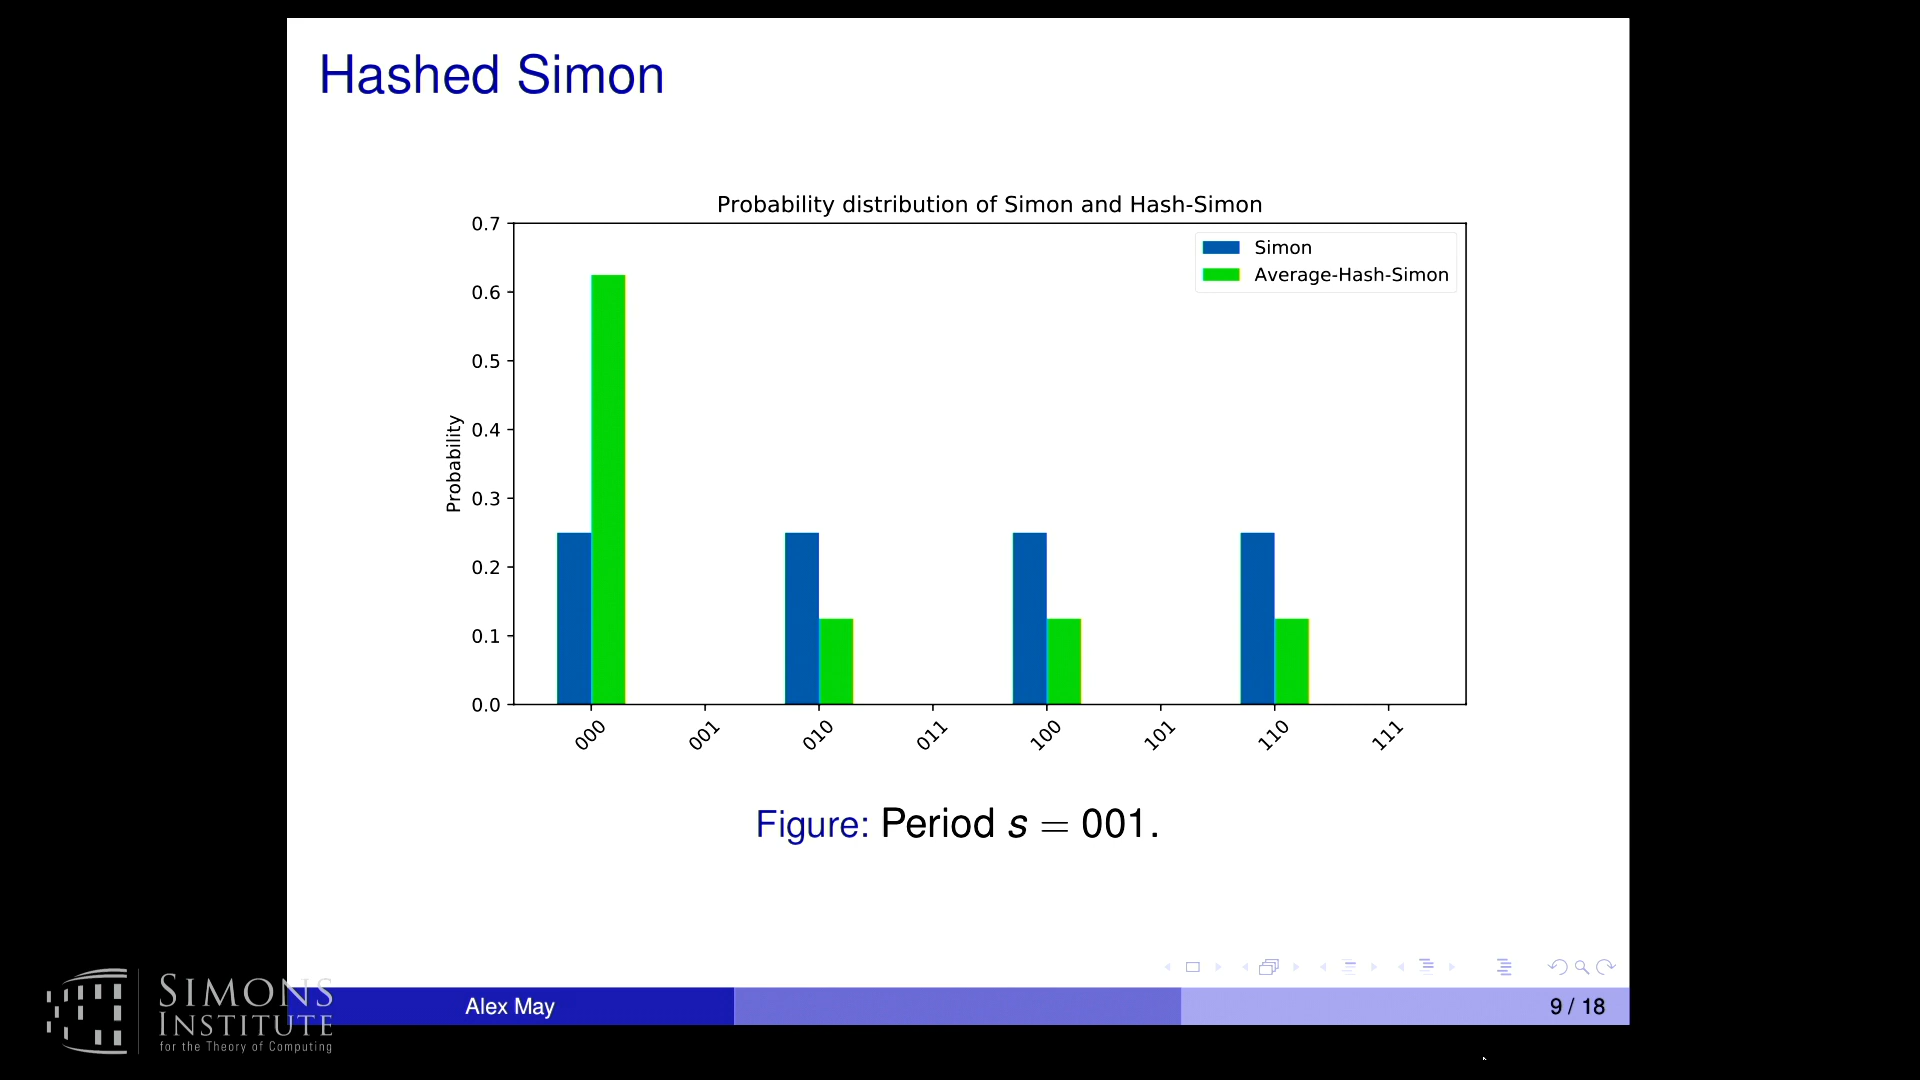 Hashed Simon
Probability distribution of Simon and Hash-Simon
Simon
Average-Hash-Simon
Probability
0.7
0.6
0.5
0.4
0.3
0.2
0.1
0.0
000 001 010 011 100 101 110 111
Figure: Period s = 001.
SIMONS
INSTITUTE
for the Theory of Computing
Alex May
9 / 18